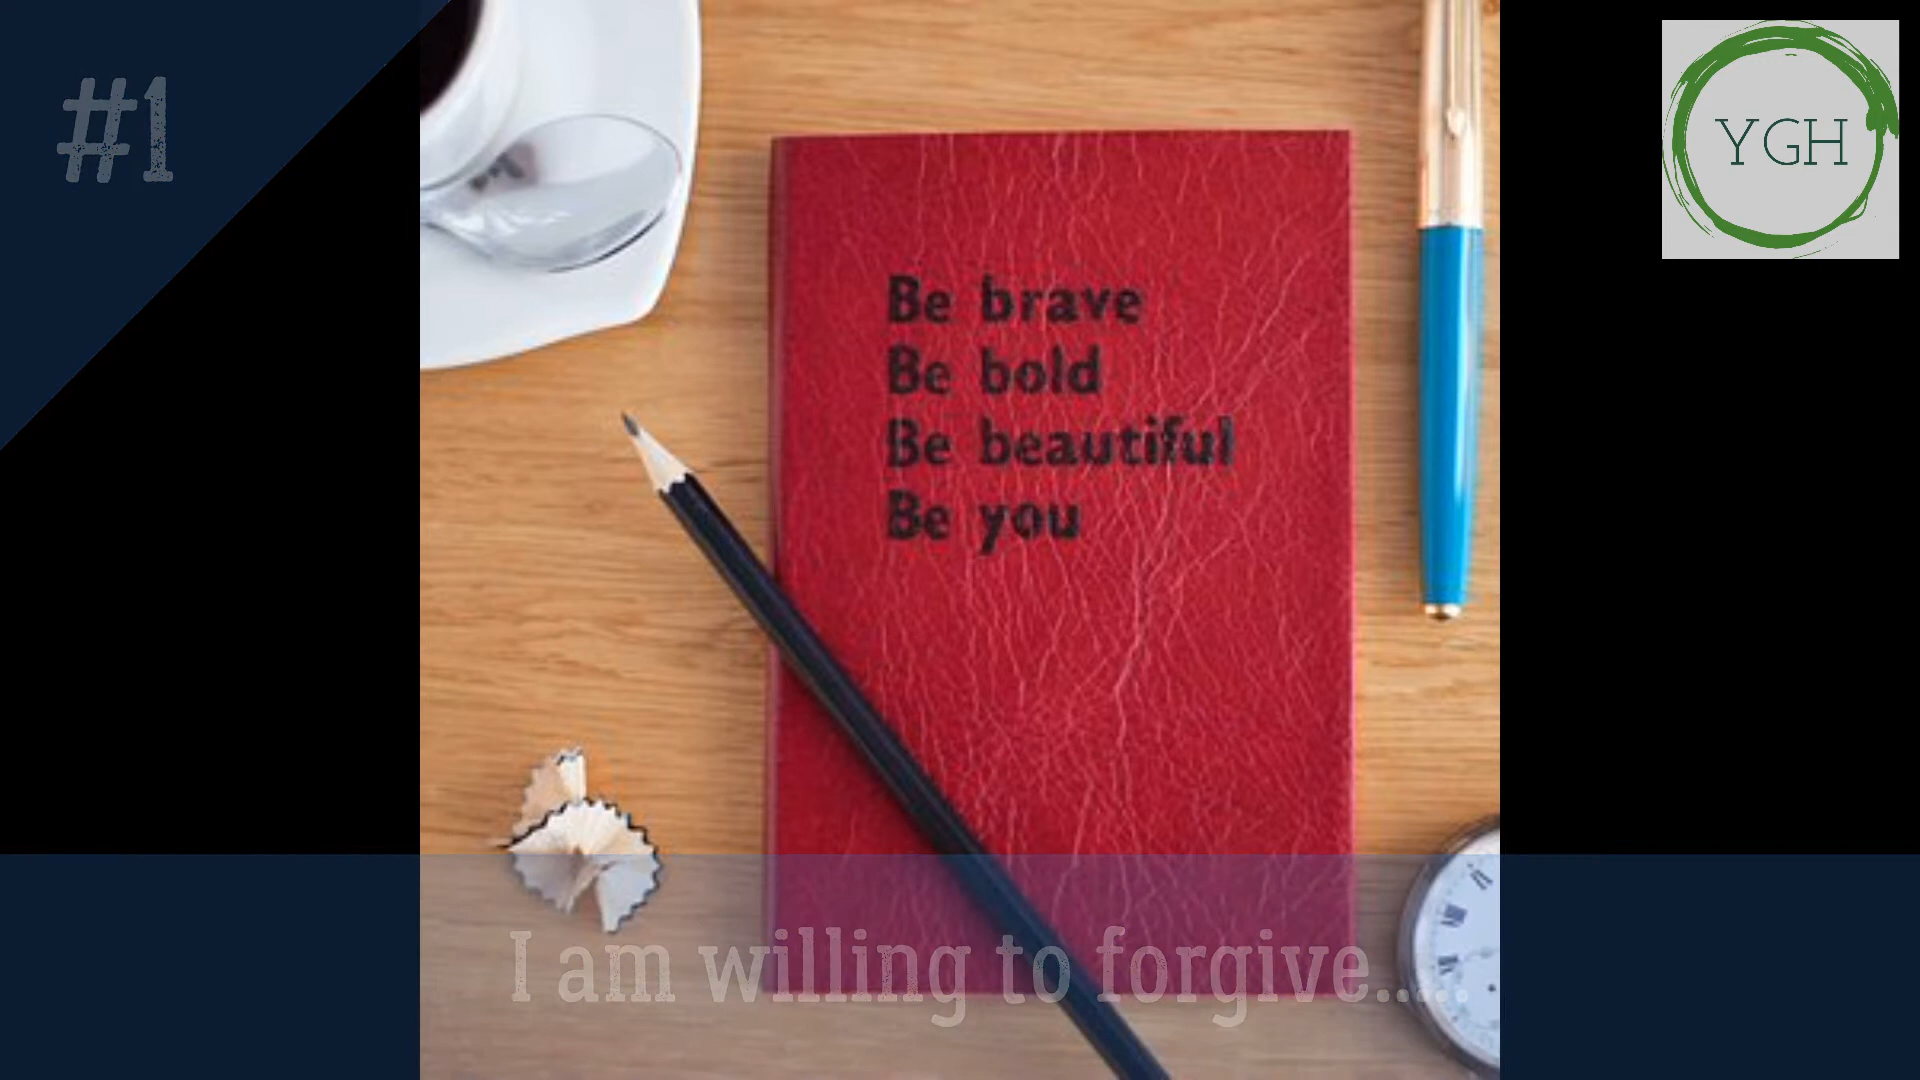 #1
YGH
Be brave
Be bold
Be beautiful
Be you
I am willing to forgive.....